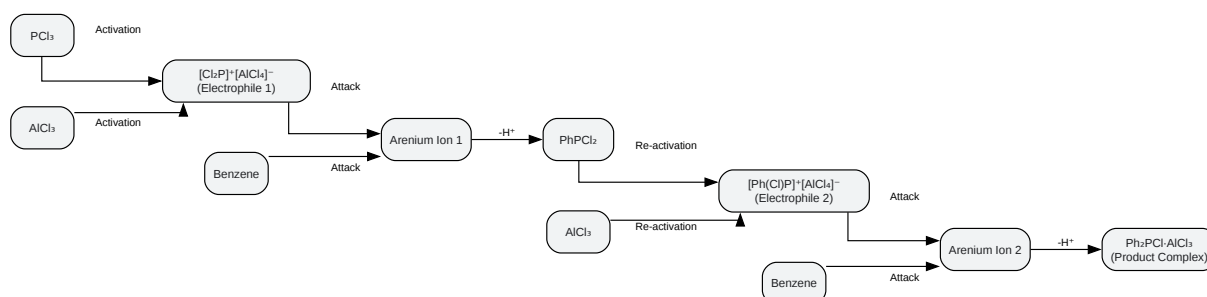 PCl₃
Activation
[Cl₂P]⁺[AlCl₄]⁻
(Electrophile 1)
Attack
AlCl₃
Activation
Arenium Ion 1
-H⁺
PhPCl₂
Re-activation
Benzene
Attack
[Ph(Cl)P]⁺[AlCl₄]⁻
(Electrophile 2)
Attack
AlCl₃
Re-activation
Arenium Ion 2
-H⁺
Ph₂PCl·AlCl₃
(Product Complex)
Benzene
Attack